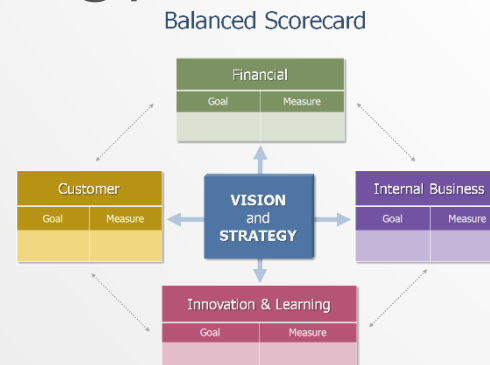 Balanced Scorecard
Financial
Goal Measure
Customer
Goal Measure
VISION
and
STRATEGY
Internal Business
Goal Measure
Innovation & Learning
Goal Measure